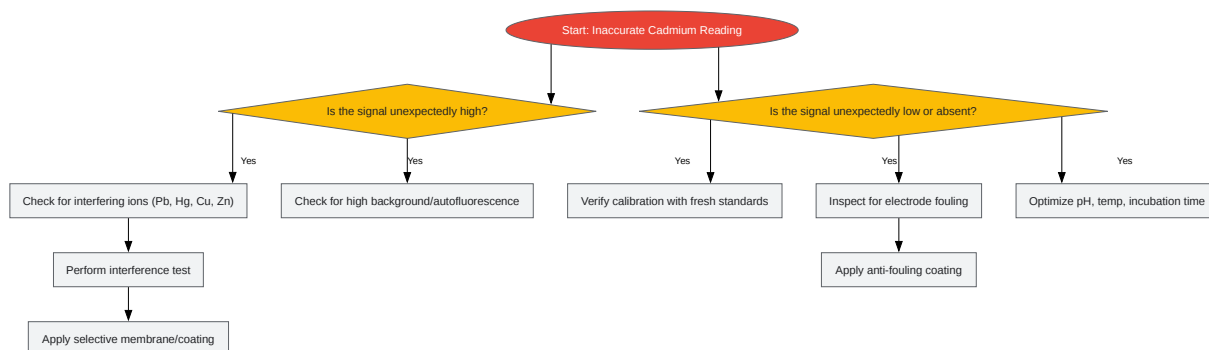 Start: Inaccurate Cadmium Reading
Is the signal unexpectedly high?
Is the signal unexpectedly low or absent?
Yes
Yes
Yes
Yes
Yes
Check for interfering ions (Pb, Hg, Cu, Zn)
Check for high background/autofluorescence
Verify calibration with fresh standards
Inspect for electrode fouling
Optimize pH, temp, incubation time
Perform interference test
Apply anti-fouling coating
Apply selective membrane/coating